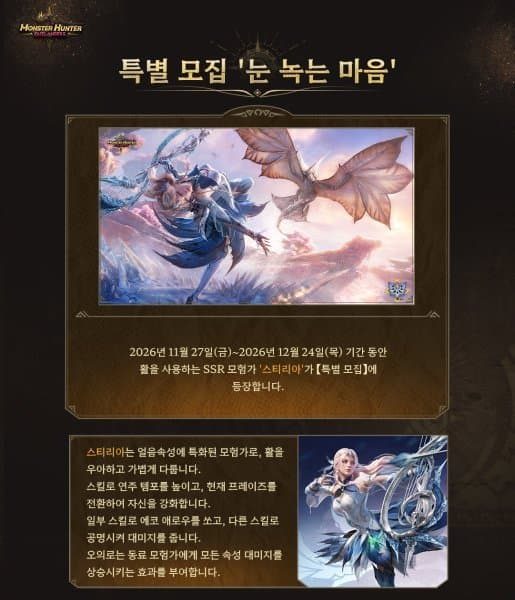 MONSTER HUNTER
OUTLANDERS
특별 모집 '눈 녹는 마음'
2026년 11월 27일(금)~2026년 12월 24일(목) 기간 동안
활을 사용하는 SSR 모험가 '스티리아'가 【특별 모집】에
등장합니다.
스티리아는 얼음속성에 특화된 모험가로, 활을
우아하고 가볍게 다룹니다.
스킬로 연주 템포를 높이고, 현재 프레이즈를
전환하여 자신을 강화합니다.
일부 스킬로 에코 애로우를 쏘고, 다른 스킬로
공명시켜 대미지를 줍니다.
오의로는 동료 모험가에게 모든 속성 대미지를
상승시키는 효과를 부여합니다.